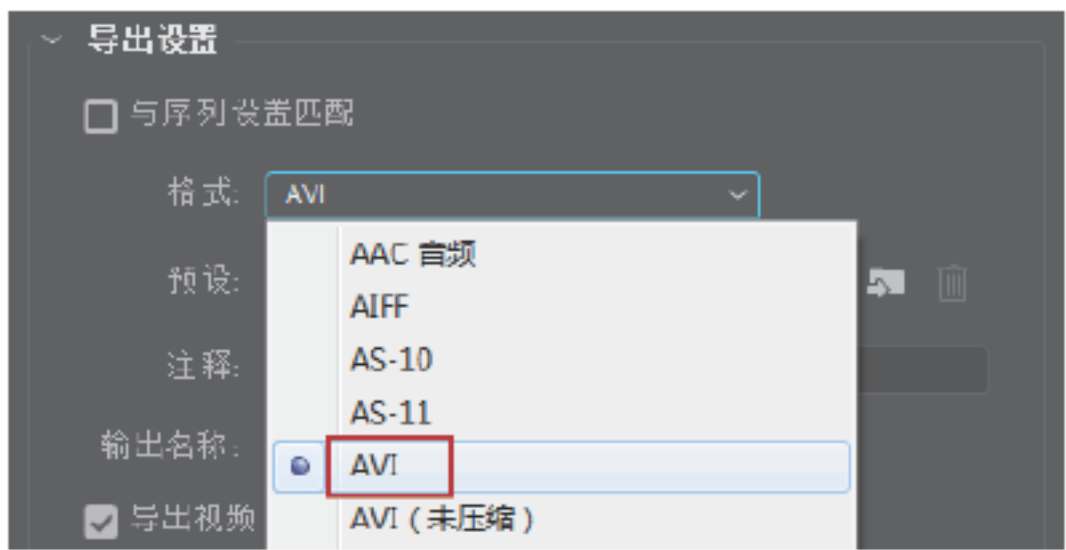 导出设置
与序列设置匹配
格式: AVI
AAC 音频
预设:
AIFF
注释:
AS-10
AS-11
输出名称:
AVI
导出视频
AVI ( 未压缩 )